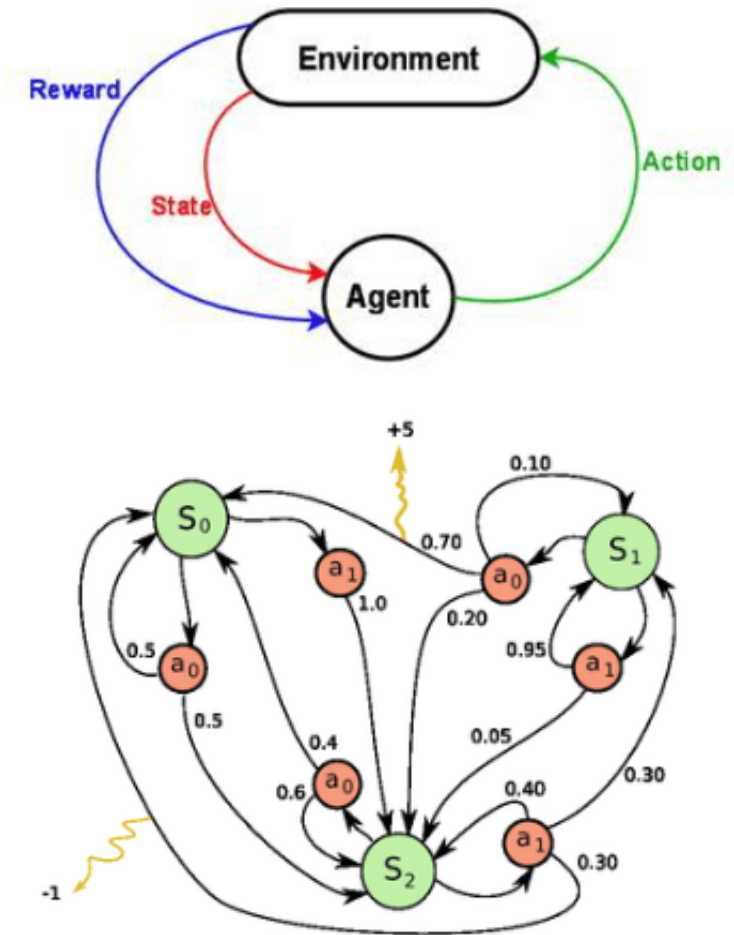 Environment
Reward
Action
State
Agent
+5
0.10
S₀
0.70
S₁
a₁
a₀
1.0
0.20
0.5
a₀
0.95
a₁
0.5
0.05
0.4
0.30
a₀
0.6
0.40
a₁
S₂
0.30
-1